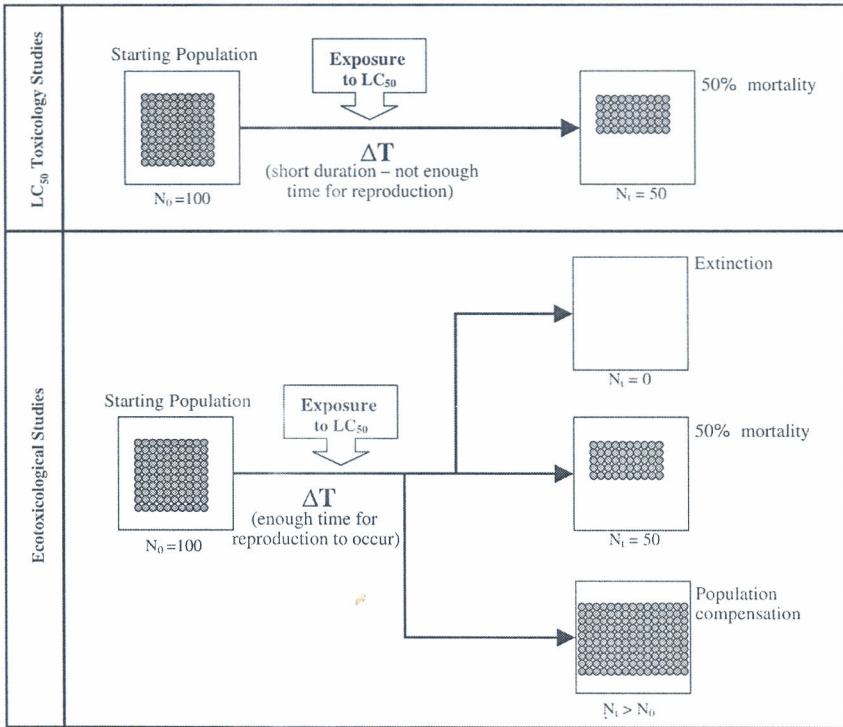 LC₅₀ Toxicology Studies
Starting Population
N₀ =100
Exposure
to LC₅₀
ΔT
(short duration – not enough
time for reproduction)
50% mortality
Nₜ = 50
Ecotoxicological Studies
Starting Population
N₀ =100
Exposure
to LC₅₀
ΔT
(enough time for
reproduction to occur)
Extinction
Nₜ = 0
50% mortality
Nₜ = 50
Population
compensation
Nₜ > N₀